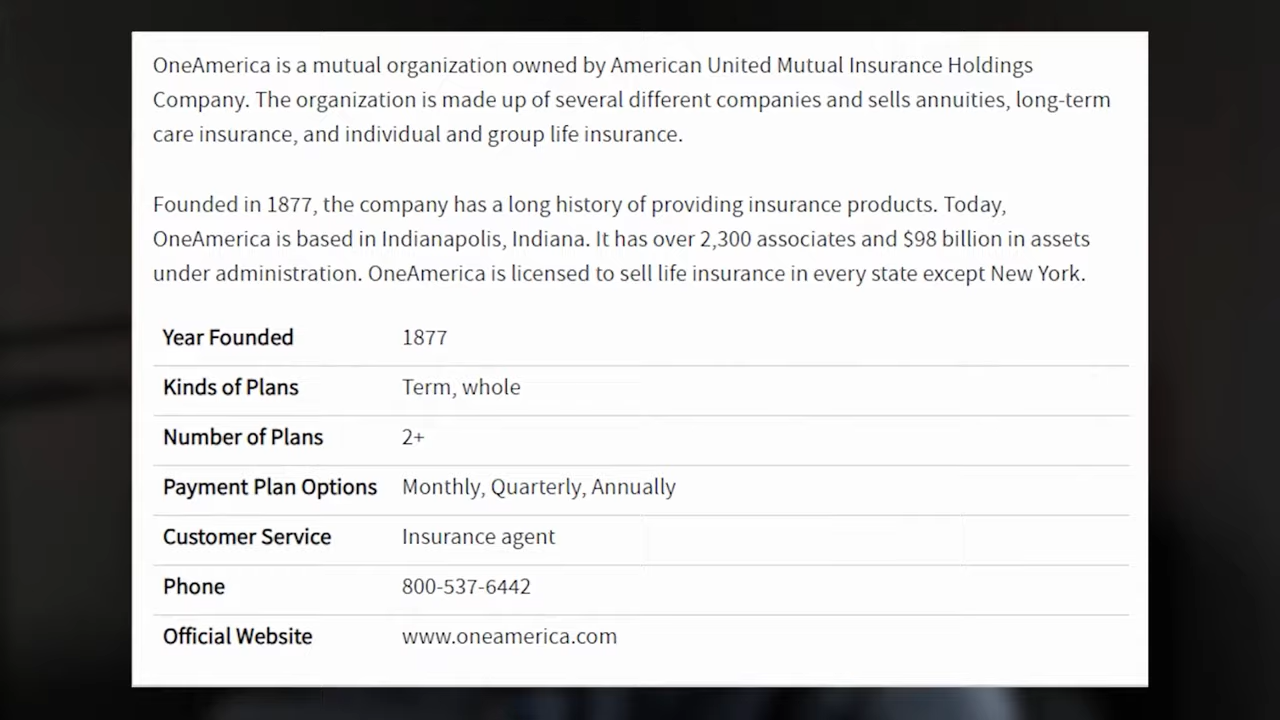 OneAmerica is a mutual organization owned by American United Mutual Insurance Holdings
Company. The organization is made up of several different companies and sells annuities, long-term
care insurance, and individual and group life insurance.
Founded in 1877, the company has a long history of providing insurance products. Today,
OneAmerica is based in Indianapolis, Indiana. It has over 2,300 associates and $98 billion in assets
under administration. OneAmerica is licensed to sell life insurance in every state except New York.
Year Founded 1877
Kinds of Plans Term, whole
Number of Plans 2+
Payment Plan Options Monthly, Quarterly, Annually
Customer Service Insurance agent
Phone 800-537-6442
Official Website www.oneamerica.com